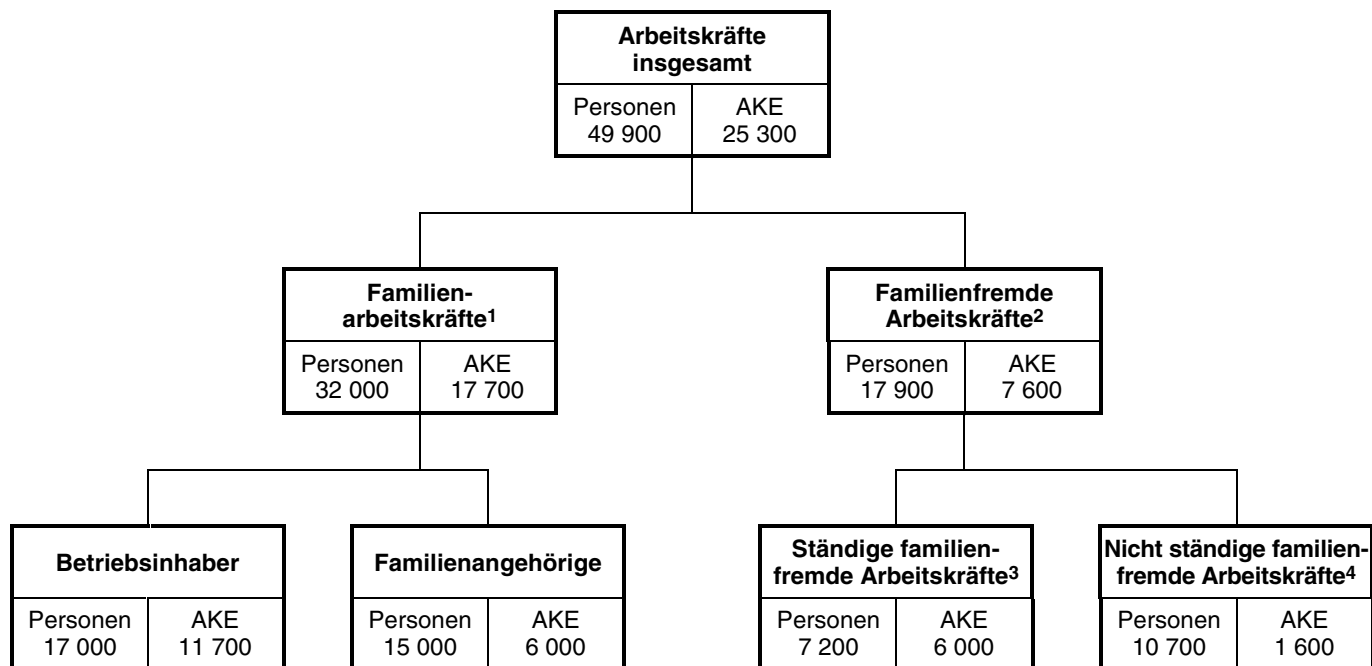 Arbeitskräfte
insgesamt
Personen AKE
49 900 25 300
Familien-
arbeitskräfte¹
Personen AKE
32 000 17 700
Familienfremde
Arbeitskräfte²
Personen AKE
17 900 7 600
Betriebsinhaber
Personen AKE
17 000 11 700
Familienangehörige
Personen AKE
15 000 6 000
Ständige familien-
fremde Arbeitskräfte³
Personen AKE
7 200 6 000
Nicht ständige familien-
fremde Arbeitskräfte⁴
Personen AKE
10 700 1 600